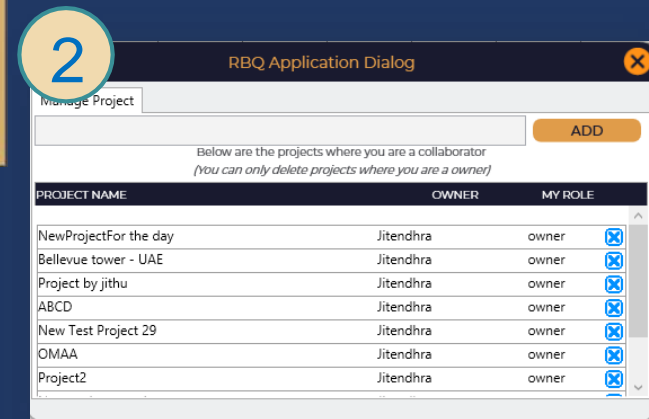 2
RBQ Application Dialog
Manage Project
ADD
Below are the projects where you are a collaborator
(You can only delete projects where you are a owner)
PROJECT NAME OWNER MY ROLE
NewProjectFor the day Jitendhra owner
Bellevue tower - UAE Jitendhra owner
Project by jithu Jitendhra owner
ABCD Jitendhra owner
New Test Project 29 Jitendhra owner
OMAA Jitendhra owner
Project2 Jitendhra owner